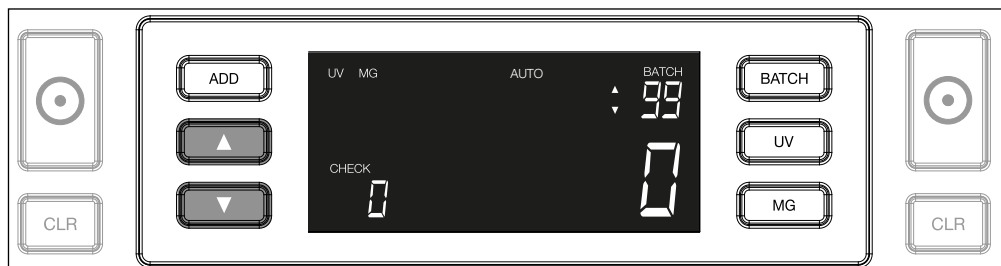 ADD
UV MG AUTO BATCH
99
CHECK
0
0
BATCH
UV
MG
CLR
CLR